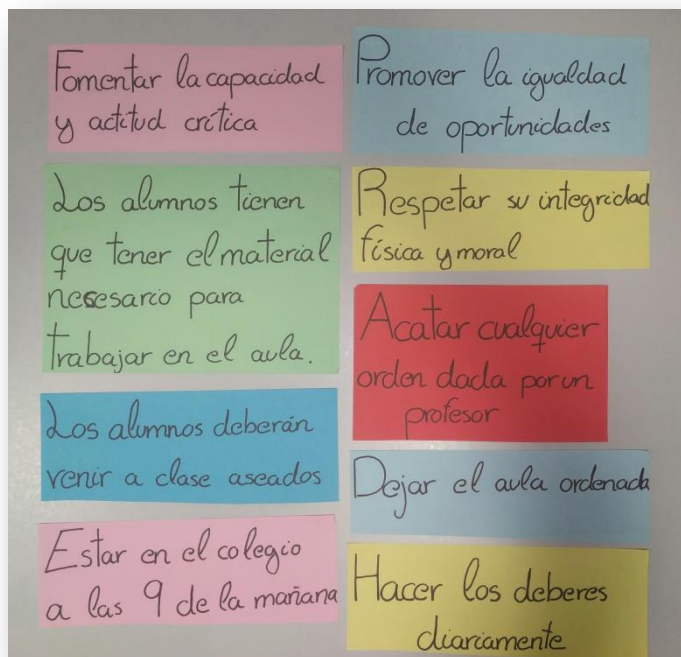 Fomentar la capacidad
y actitud crítica
Los alumnos tienen
que tener el material
necesario para
trabajar en el aula.
Los alumnos deberán
venir a clase aseados
Estar en el colegio
a las 9 de la mañana
Promover la igualdad
de oportunidades
Respetar su integridad
física y moral
Acatar cualquier
orden dada por un
profesor
Dejar el aula ordenada
Hacer los deberes
diariamente